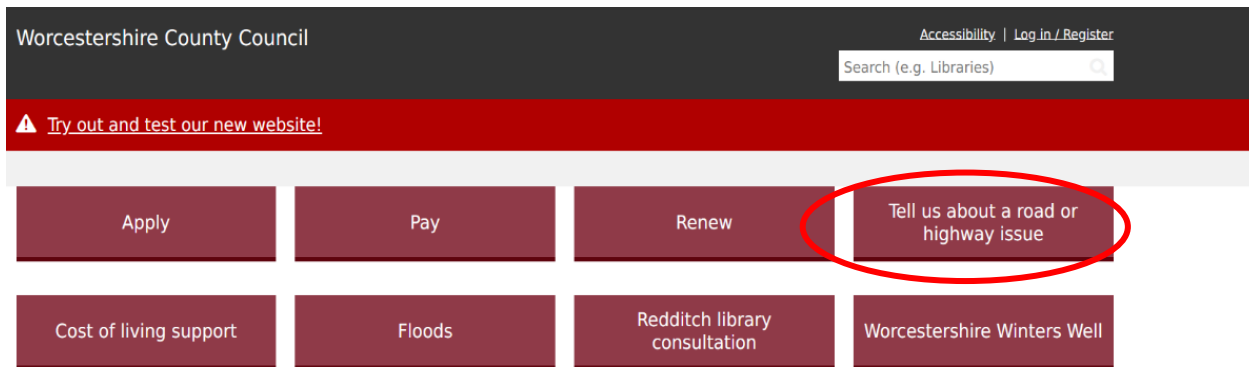 Worcestershire County Council
Accessibility | Log in / Register
Search (e.g. Libraries)
Try out and test our new website!
Apply
Pay
Renew
Tell us about a road or
highway issue
Cost of living support
Floods
Redditch library
consultation
Worcestershire Winters Well